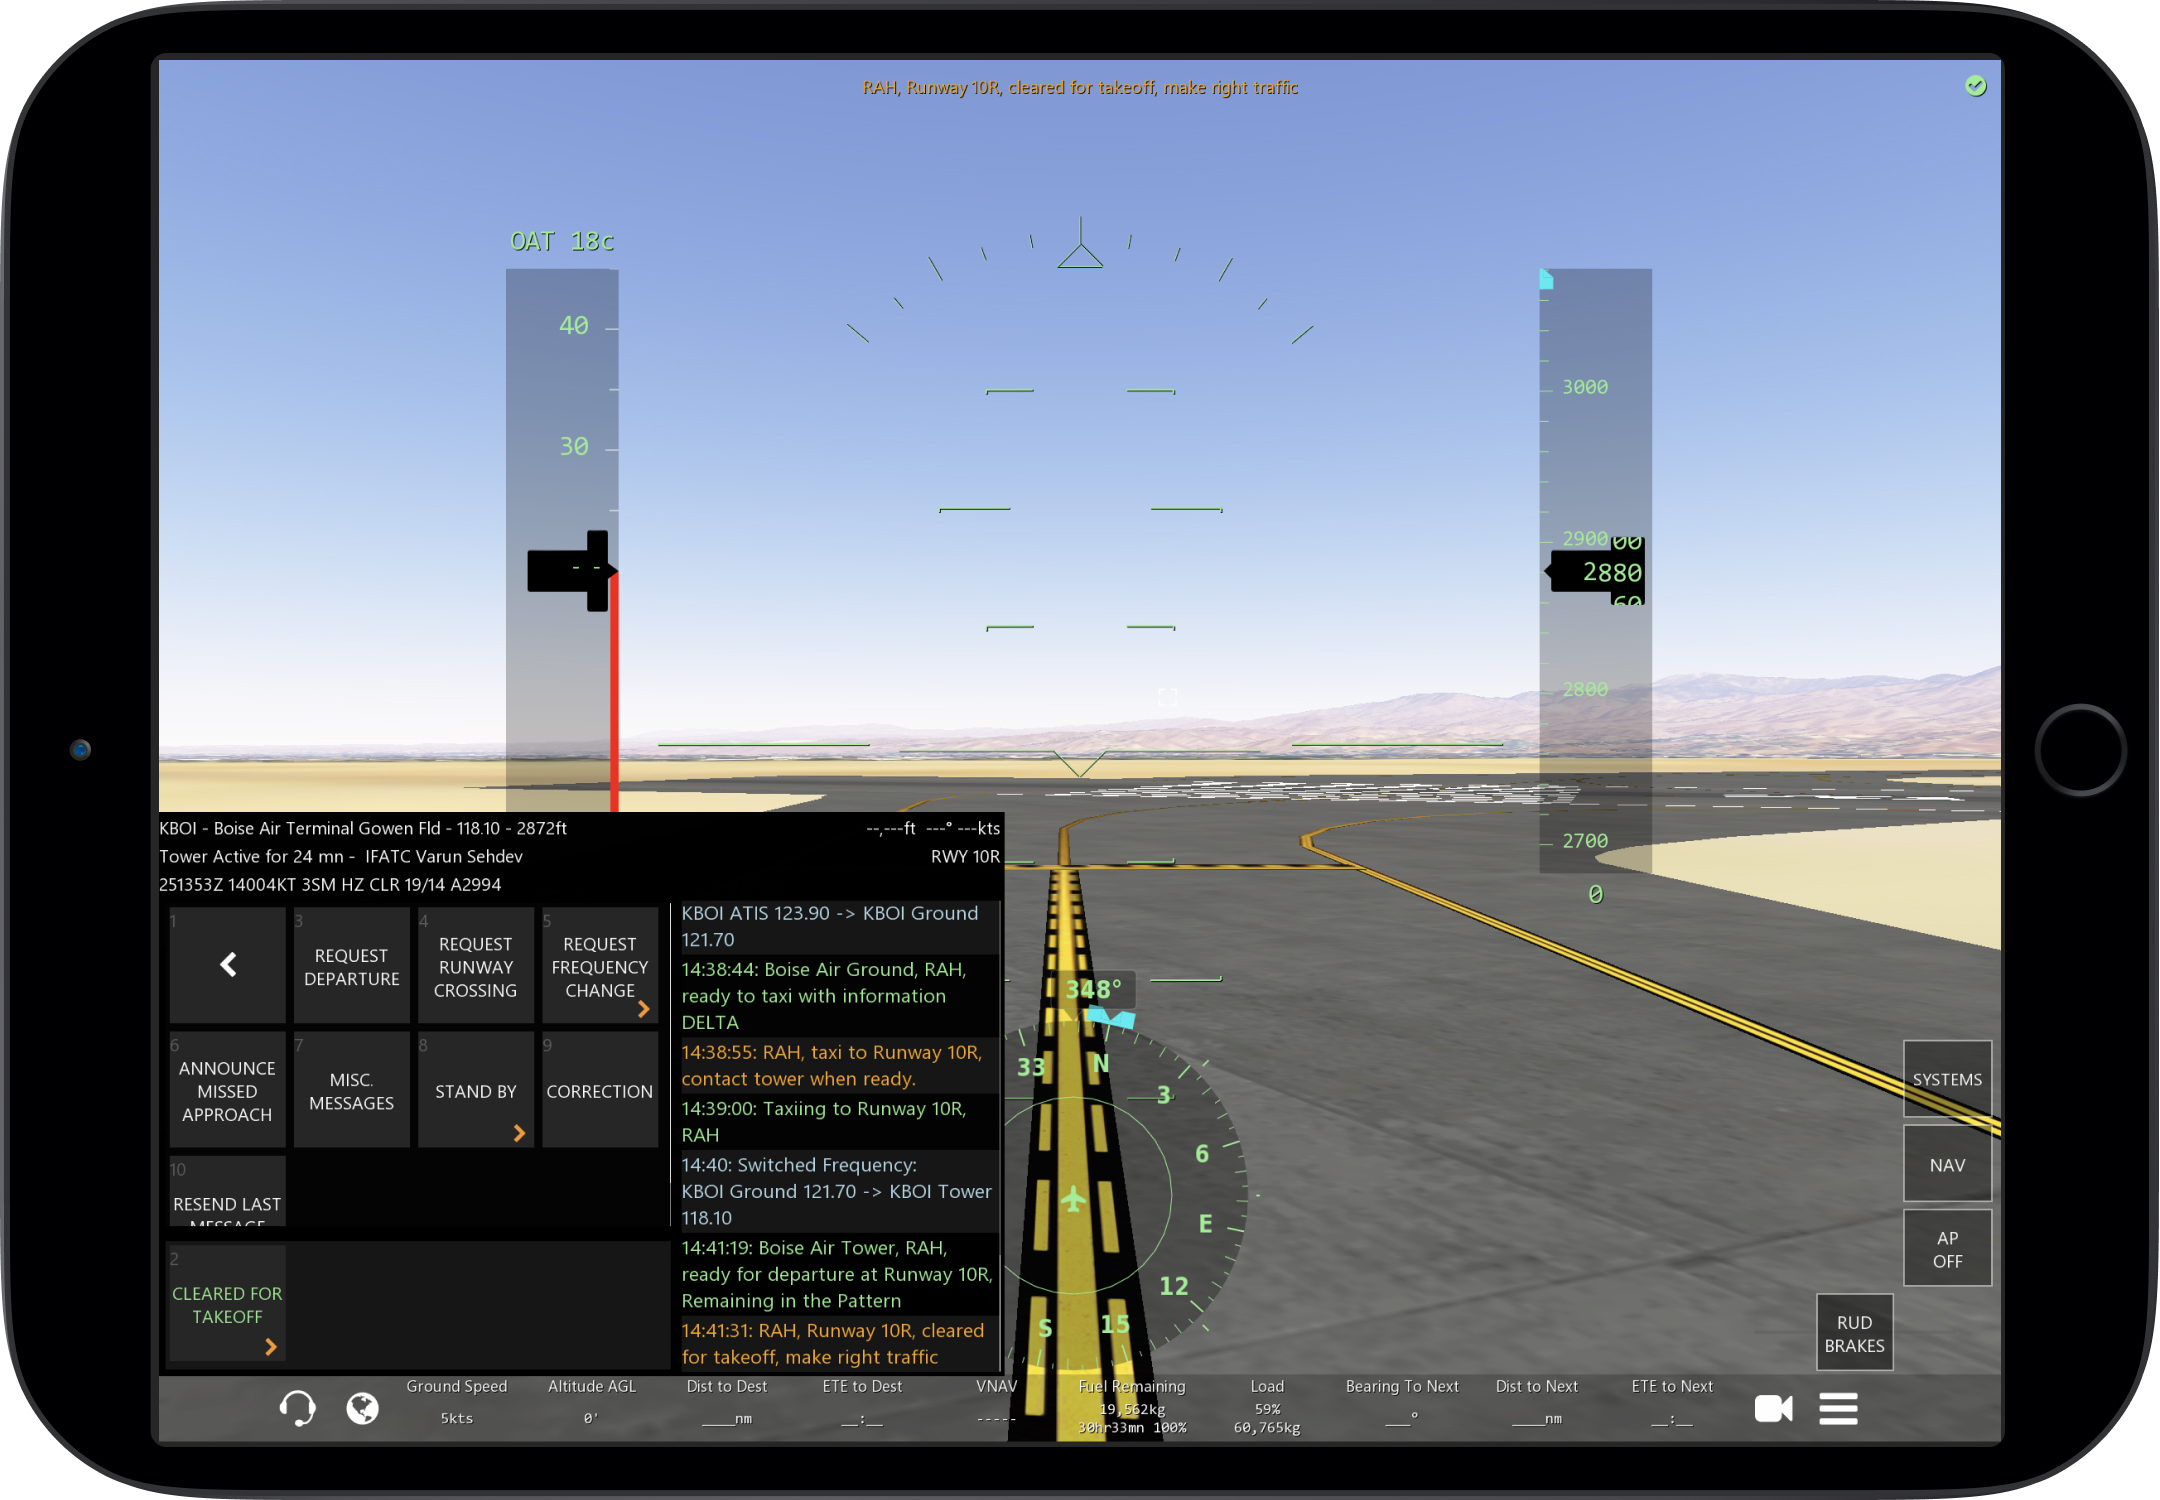 RAH, Runway 10R, cleared for takeoff, make right traffic
OAT 18c
40
30
- -
3000
2900
00
2880
60
2800
2700
0
KBOI - Boise Air Terminal Gowen Fld - 118.10 - 2872ft
--,---ft ---° ---kts
Tower Active for 24 mn - IFATC Varun Sehdev
RWY 10R
251353Z 14004KT 3SM HZ CLR 19/14 A2994
1
3
REQUEST
DEPARTURE
4
REQUEST
RUNWAY
CROSSING
5
REQUEST
FREQUENCY
CHANGE
6
ANNOUNCE
MISSED
APPROACH
7
MISC.
MESSAGES
8
STAND BY
9
CORRECTION
10
RESEND LAST
MESSAGE
2
CLEARED FOR
TAKEOFF
KBOI ATIS 123.90 -> KBOI Ground
121.70
14:38:44: Boise Air Ground, RAH,
ready to taxi with information
DELTA
14:38:55: RAH, taxi to Runway 10R,
contact tower when ready.
14:39:00: Taxiing to Runway 10R,
RAH
14:40: Switched Frequency:
KBOI Ground 121.70 -> KBOI Tower
118.10
14:41:19: Boise Air Tower, RAH,
ready for departure at Runway 10R,
Remaining in the Pattern
14:41:31: RAH, Runway 10R, cleared
for takeoff, make right traffic
348°
33
N
3
6
E
12
15
S
SYSTEMS
NAV
AP
OFF
RUD
BRAKES
Ground Speed
5kts
Altitude AGL
0'
Dist to Dest
___nm
ETE to Dest
__:__
VNAV
-----
Fuel Remaining
19,562kg
30hr33mn 100%
Load
59%
60,765kg
Bearing To Next
___°
Dist to Next
___nm
ETE to Next
__:__